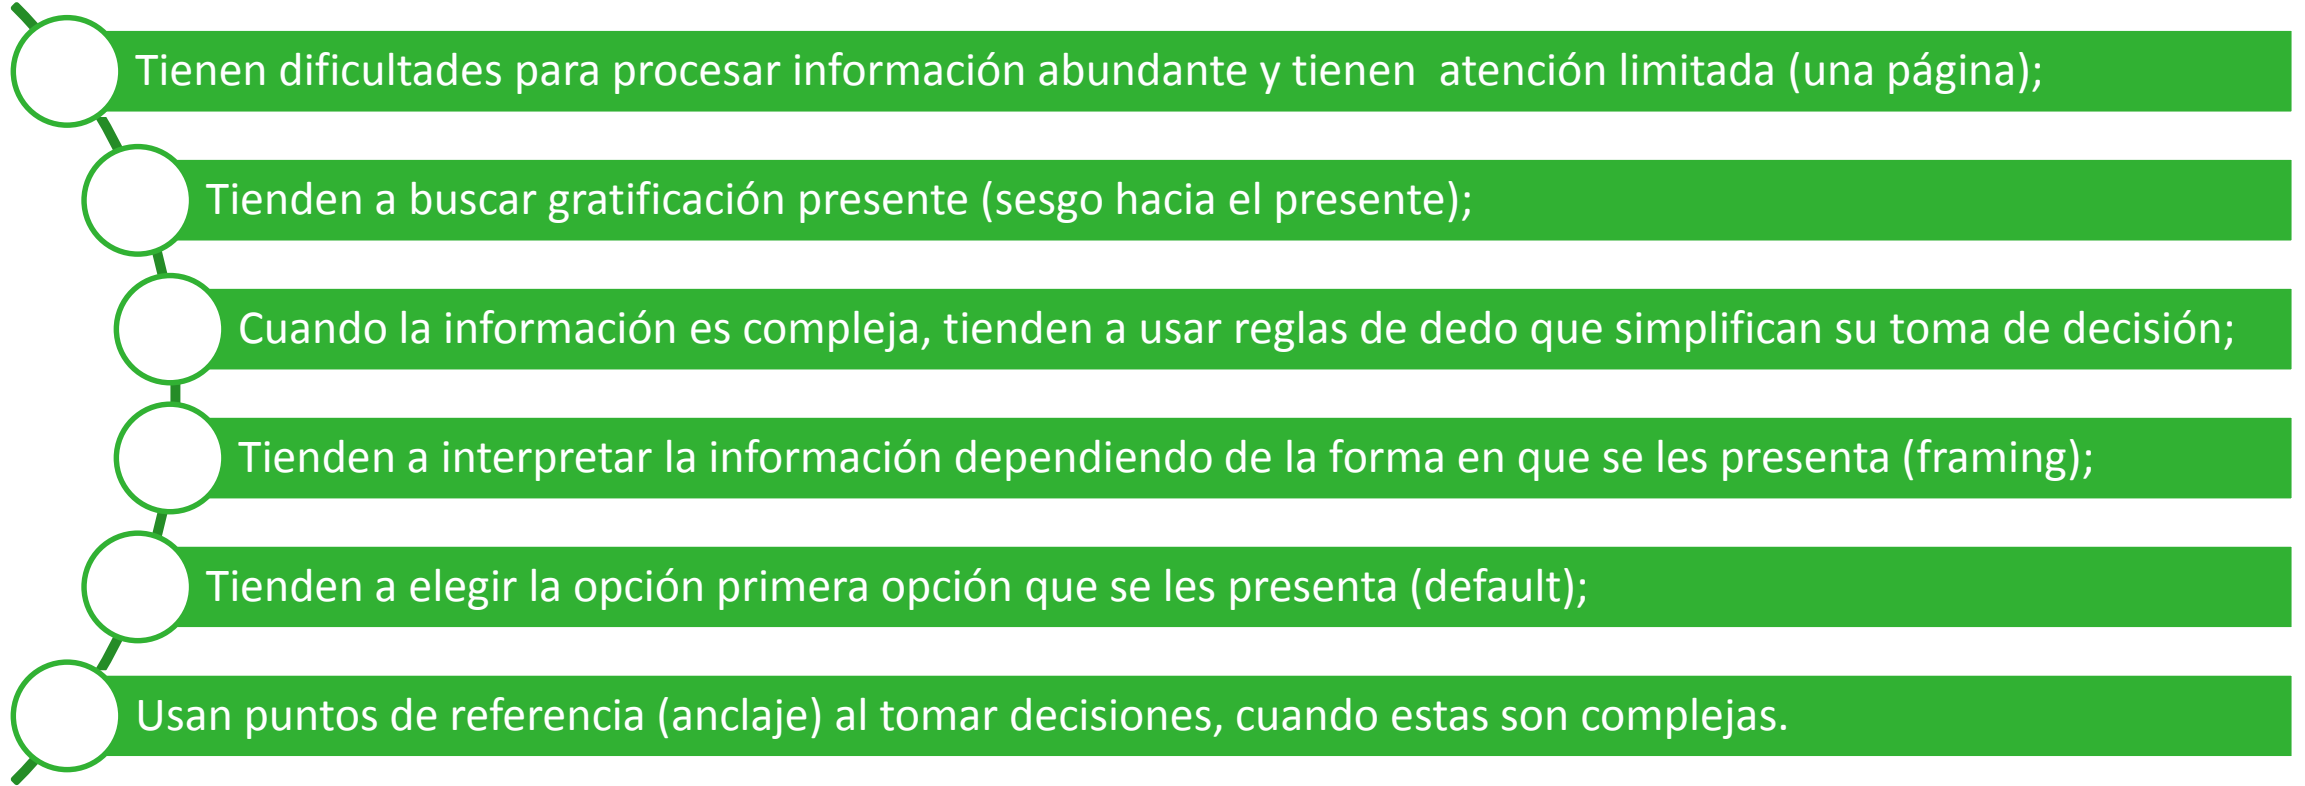 Tienen dificultades para procesar información abundante y tienen  atención limitada (una página);
Tienden a buscar gratificación presente (sesgo hacia el presente);
Cuando la información es compleja, tienden a usar reglas de dedo que simplifican su toma de decisión;
Tienden a interpretar la información dependiendo de la forma en que se les presenta (framing);
Tienden a elegir la opción primera opción que se les presenta (default);
Usan puntos de referencia (anclaje) al tomar decisiones, cuando estas son complejas.